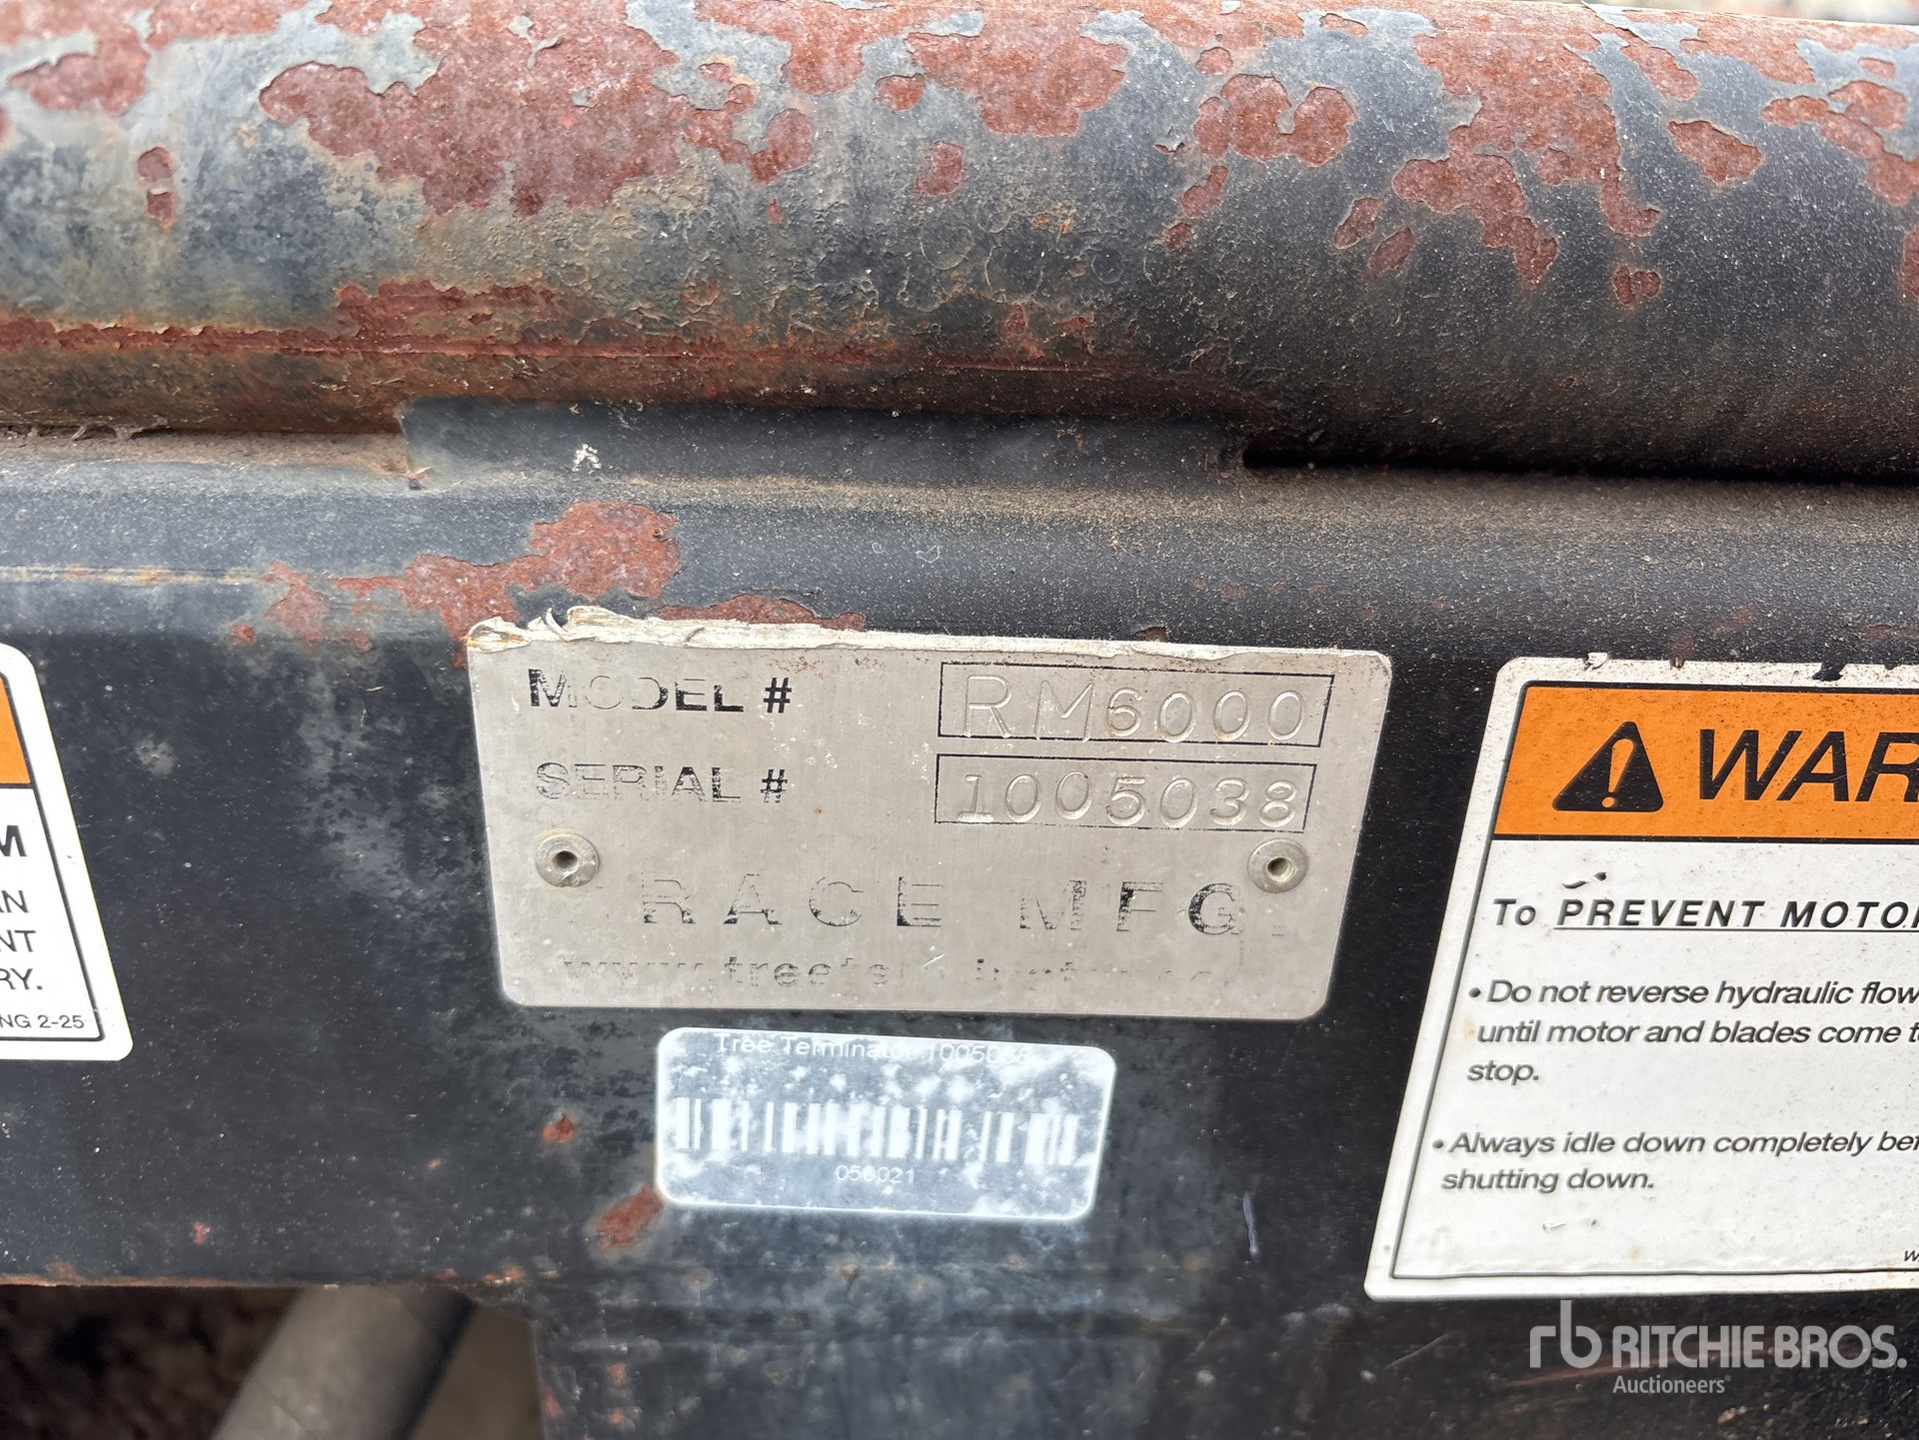 MODEL # RM6000
SERIAL # 1005038
RACE MFG.
Tree Terminator 1005038
050021
M
AN
NT
RY.
NG 2-25
WAR
To PREVENT MOTOR
• Do not reverse hydraulic flow
until motor and blades come t
stop.
• Always idle down completely bef
shutting down.
W
rb RITCHIE BROS.
Auctioneers